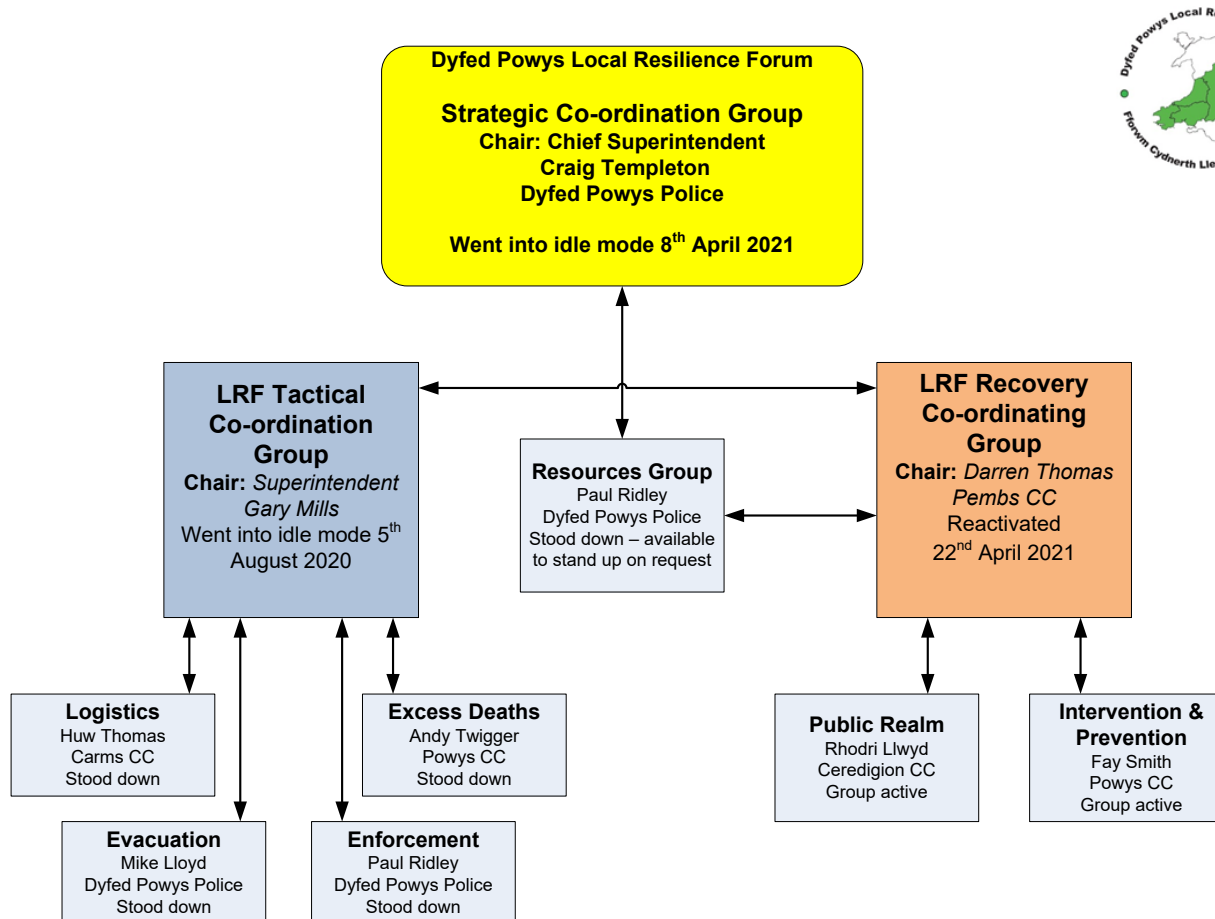 Dyfed Powys Local Resilience Forum
Strategic Co-ordination Group
Chair: Chief Superintendent
Craig Templeton
Dyfed Powys Police
Went into idle mode 8th April 2021
Dyfed Powys Local
Fforwm Cydnerth
LRF Tactical
Co-ordination
Group
Chair: Superintendent
Gary Mills
Went into idle mode 5th
August 2020
Resources Group
Paul Ridley
Dyfed Powys Police
Stood down – available
to stand up on request
LRF Recovery
Co-ordinating
Group
Chair: Darren Thomas
Pembs CC
Reactivated
22nd April 2021
Logistics
Huw Thomas
Carms CC
Stood down
Excess Deaths
Andy Twigger
Powys CC
Stood down
Public Realm
Rhodri Llwyd
Ceredigion CC
Group active
Intervention &
Prevention
Fay Smith
Powys CC
Group active
Evacuation
Mike Lloyd
Dyfed Powys Police
Stood down
Enforcement
Paul Ridley
Dyfed Powys Police
Stood down